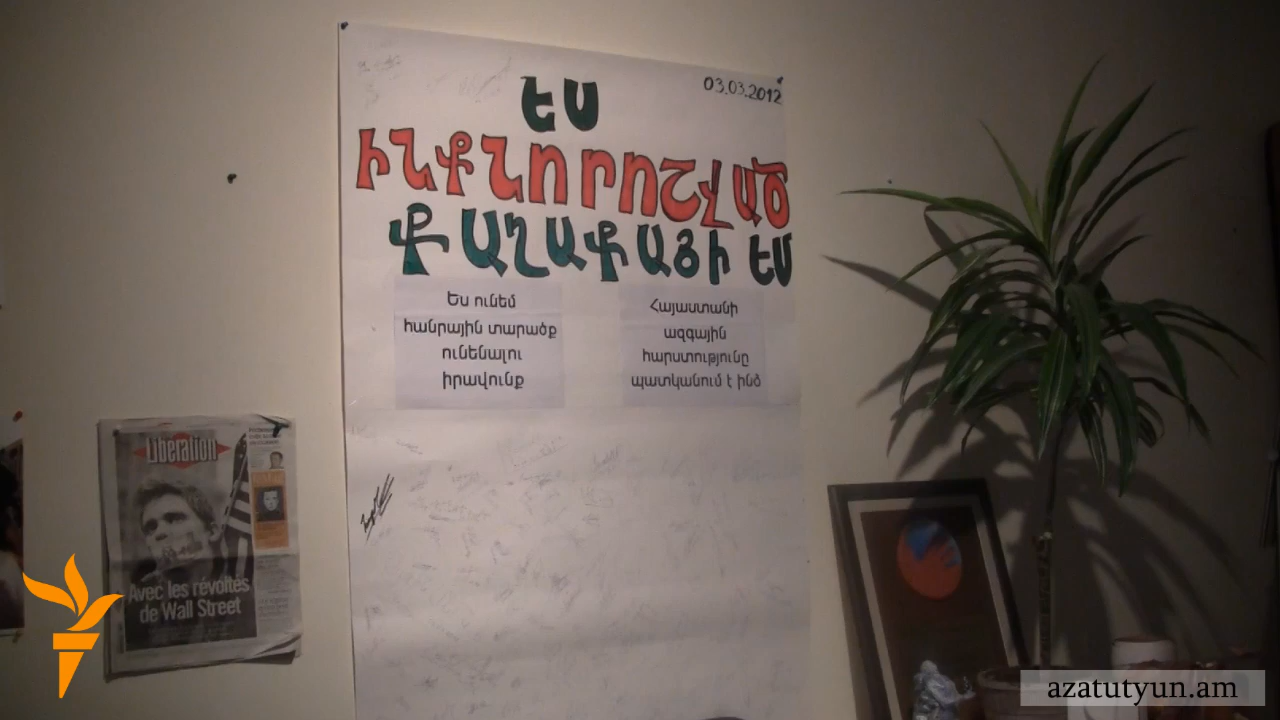 03.03.2012
ԵՍ
ԻՆՔՆՈՐՈՇՎԱԾ
ՔԱՂԱՔԱՑԻ ԵՄ
Ես ունեմ
հանրային տարածք
ունենալու
իրավունք
Հայաստանի
ազգային
հարստությունը
պատկանում է ինձ
Libération
Avec les révoltés
de Wall Street
azatutyun.am